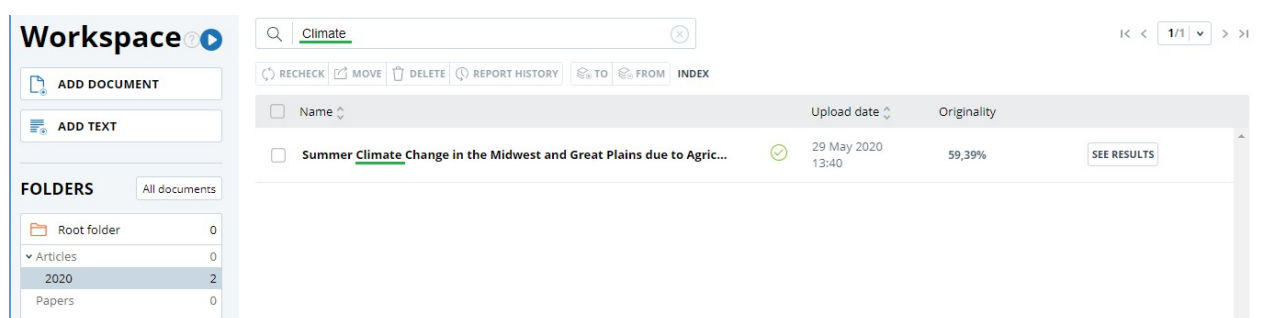 Workspace
ADD DOCUMENT
ADD TEXT
FOLDERS All documents
Root folder 0
Articles 0
2020 2
Papers 0
Climate
1/1
RECHECK MOVE DELETE REPORT HISTORY TO FROM INDEX
Name Upload date Originality
Summer Climate Change in the Midwest and Great Plains due to Agric... 29 May 2020 59,39% SEE RESULTS
13:40